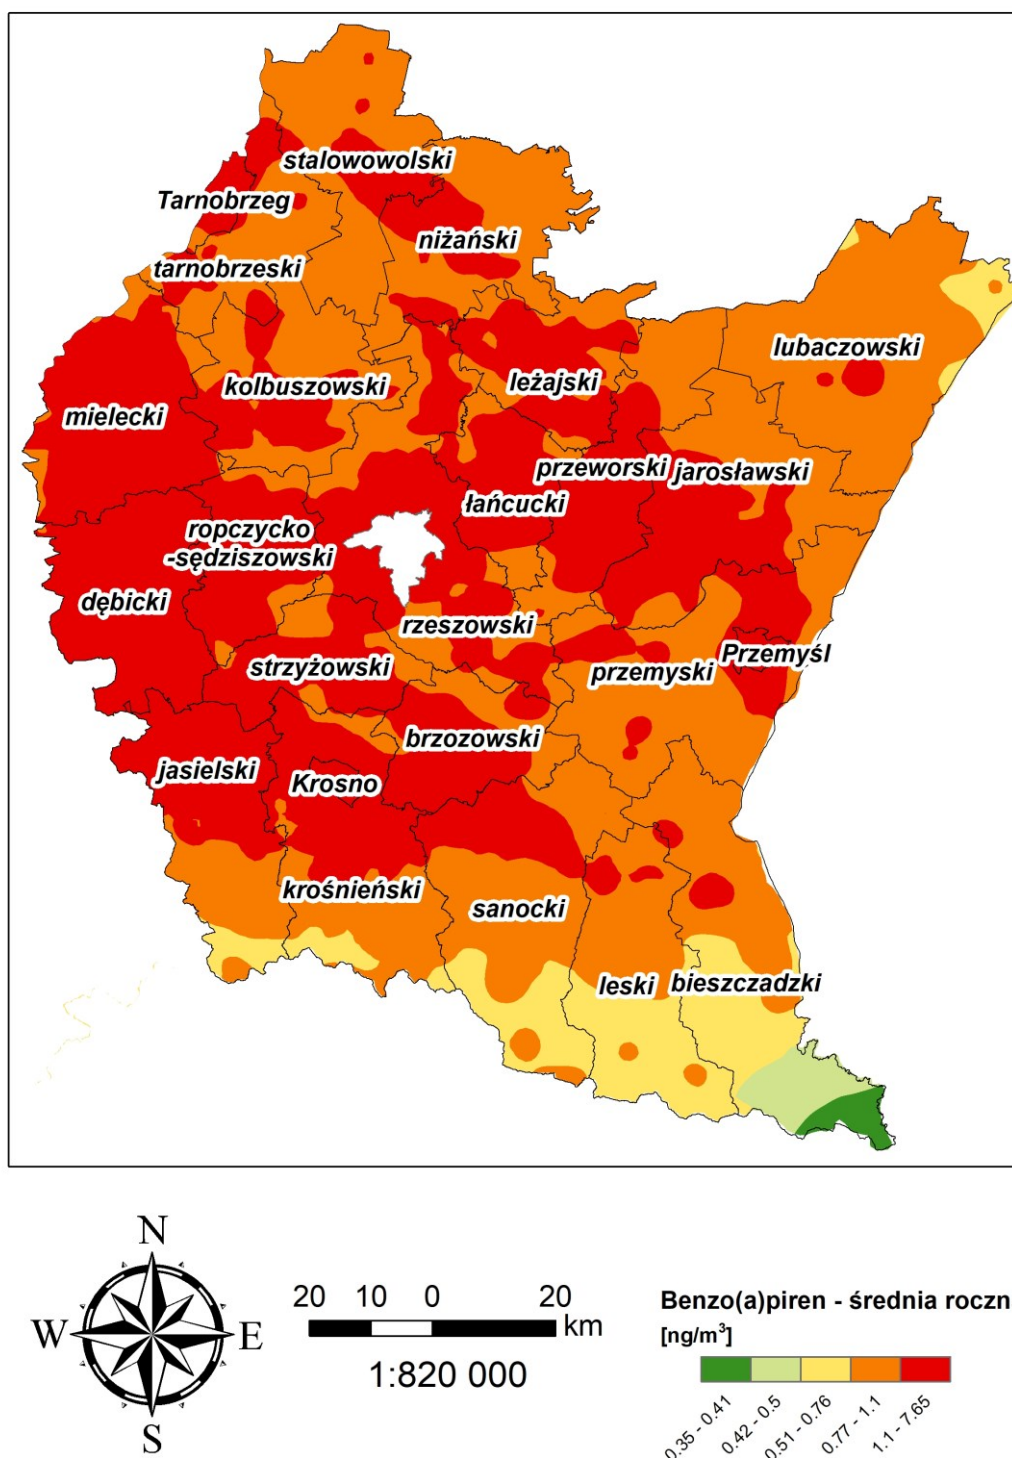 stalowowolski
Tarnobrzeg
niżański
tarnobrzeski
lubaczowski
kolbuszowski
leżajski
mielecki
przeworski
jarosławski
łańcucki
ropczycko
-sędziszowski
dębicki
rzeszowski
Przemyśl
strzyżowski
przemyski
brzozowski
jasielski
Krosno
krośnieński
sanocki
leski
bieszczadzki
N
W
E
S
20 10 0 20
km
1:820 000
Benzo(a)piren - średnia roczn
[ng/m³]
0.35 - 0.41
0.42 - 0.5
0.51 - 0.76
0.77 - 1.1
1.1 - 7.65